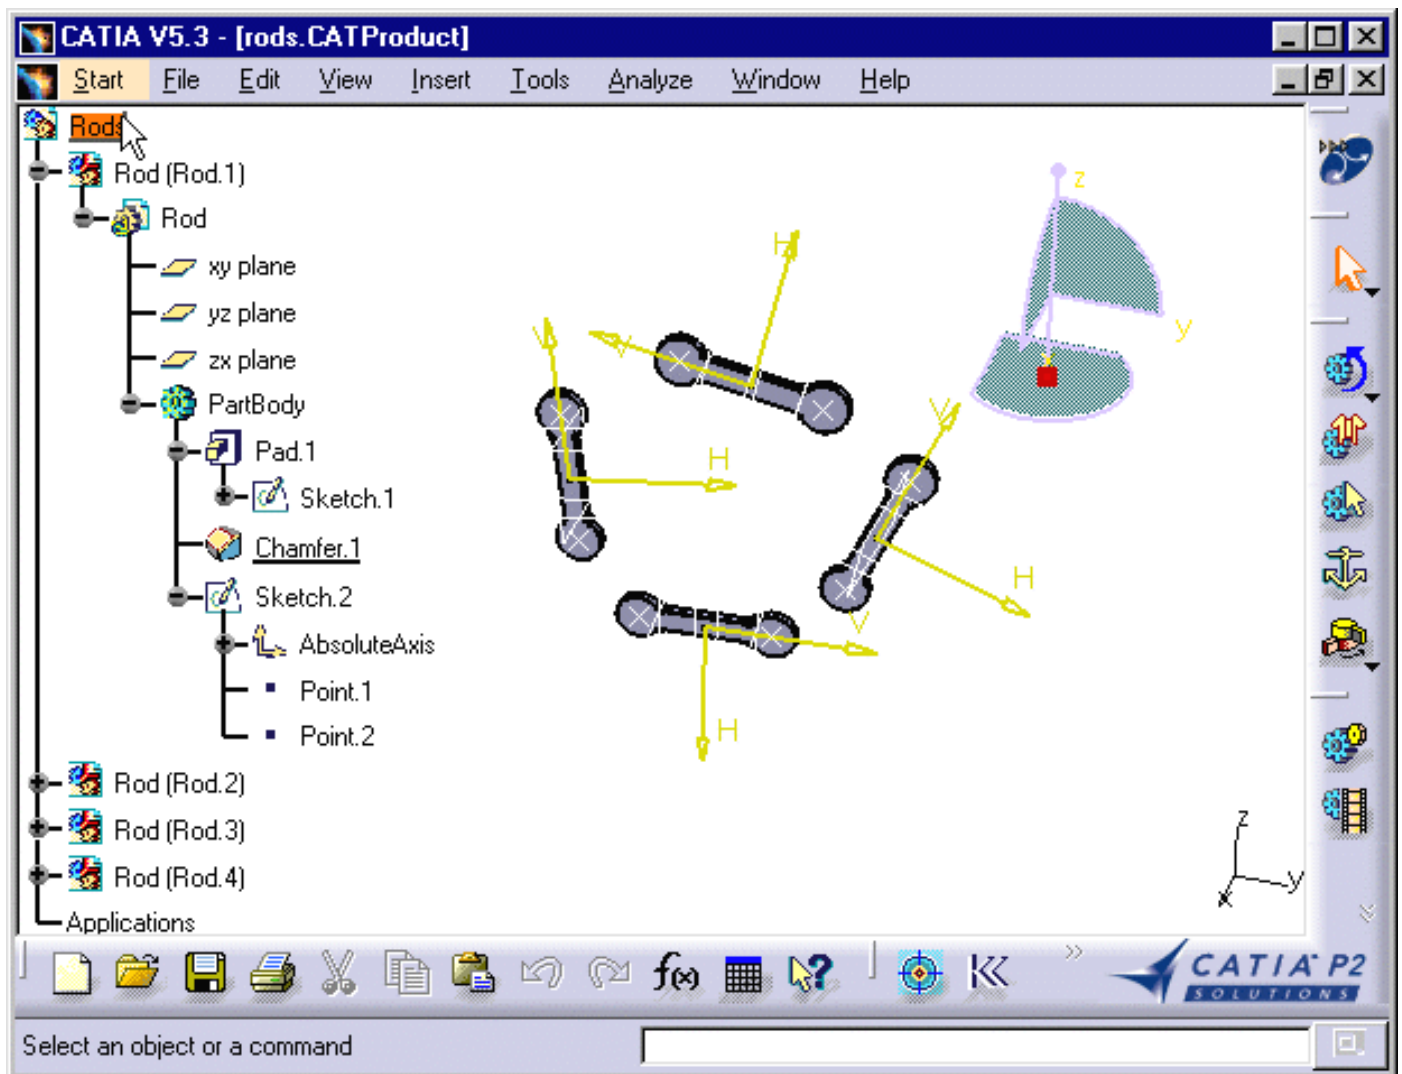 CATIA V5.3 - [rods.CATProduct]
Start File Edit View Insert Tools Analyze Window Help
Rods
Rod (Rod.1)
Rod
xy plane
yz plane
zx plane
PartBody
Pad.1
Sketch.1
Chamfer.1
Sketch.2
AbsoluteAxis
Point.1
Point.2
Rod (Rod.2)
Rod (Rod.3)
Rod (Rod.4)
Applications
z
y
x
H
V
V
H
V
H
V
H
z
y
x
f(x)
?
CATIA P2
SOLUTIONS
Select an object or a command